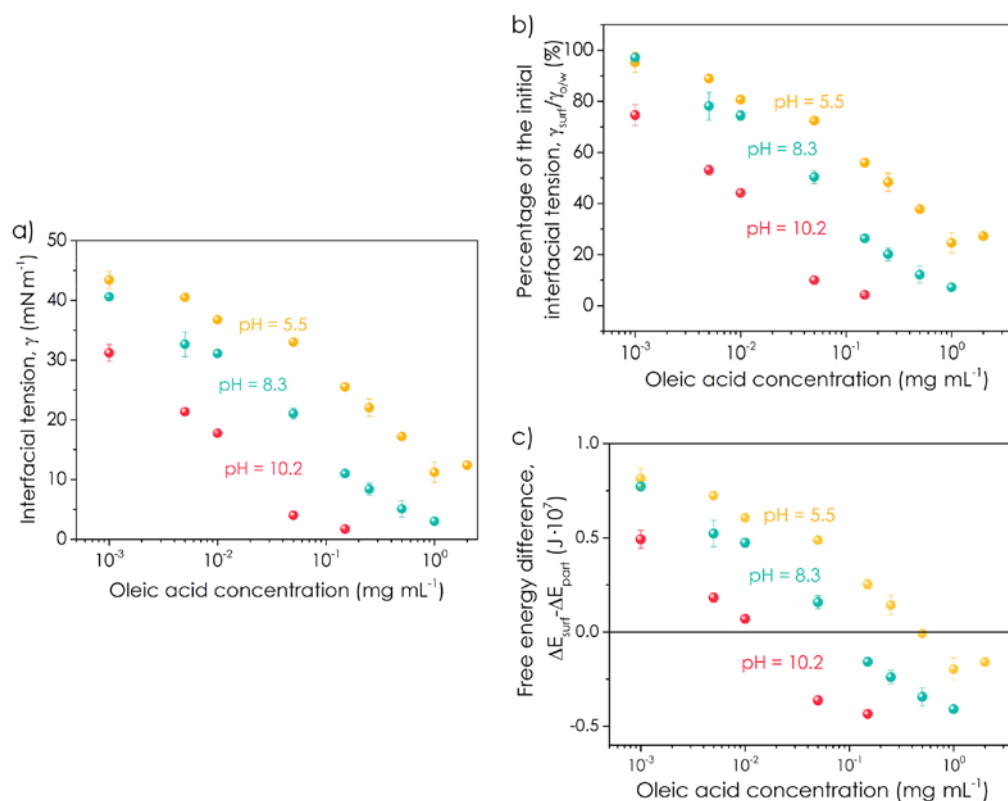 a)
Interfacial tension, γ (mN m⁻¹)
50
40
30
20
10
0
pH = 5.5
pH = 8.3
pH = 10.2
10⁻³
10⁻²
10⁻¹
10⁰
Oleic acid concentration (mg mL⁻¹)
b)
Percentage of the initial
interfacial tension, γsurf/γo/w (%)
100
80
60
40
20
0
pH = 5.5
pH = 8.3
pH = 10.2
10⁻³
10⁻²
10⁻¹
10⁰
Oleic acid concentration (mg mL⁻¹)
c)
Free energy difference,
ΔEsurf-ΔEpart (J·10⁷)
1.0
0.5
0.0
-0.5
pH = 5.5
pH = 8.3
pH = 10.2
10⁻³
10⁻²
10⁻¹
10⁰
Oleic acid concentration (mg mL⁻¹)